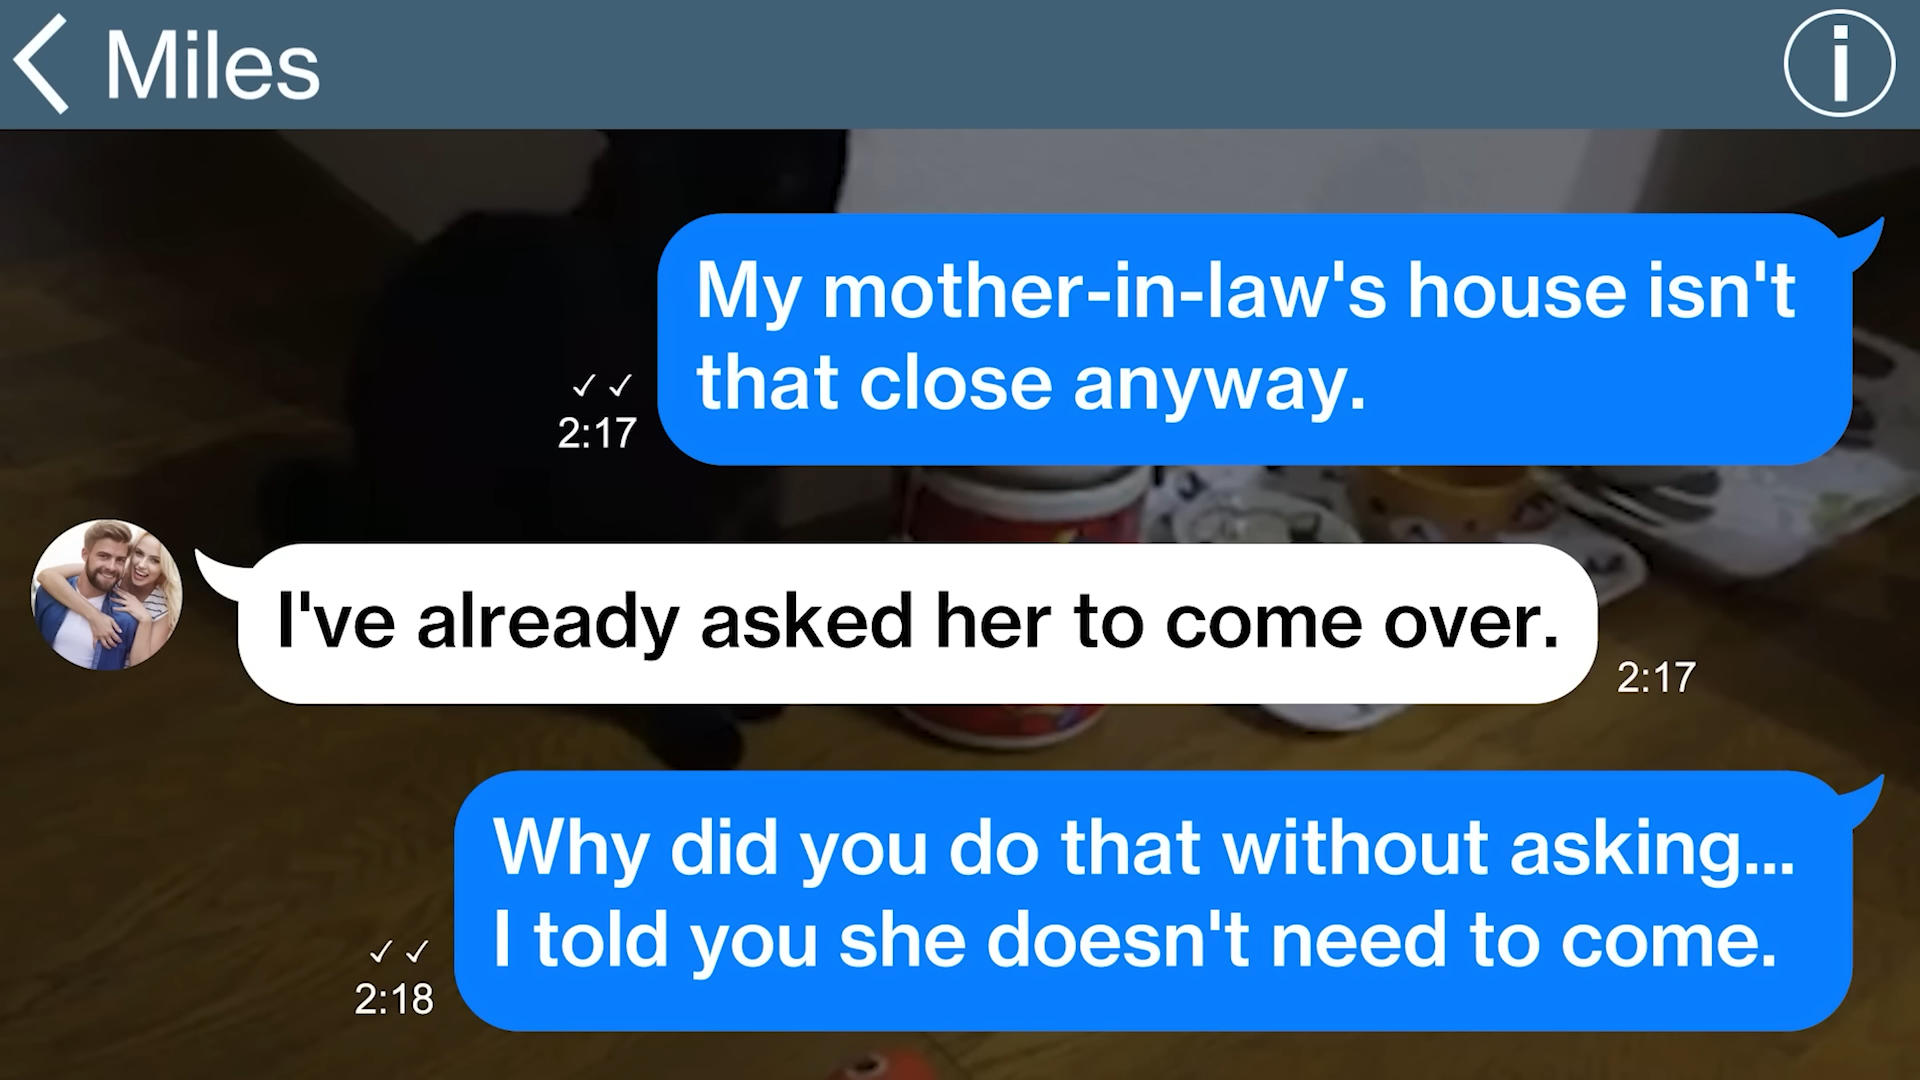 Miles
My mother-in-law's house isn't
that close anyway.
✓ ✓
2:17
I've already asked her to come over.
2:17
Why did you do that without asking...
I told you she doesn't need to come.
✓ ✓
2:18